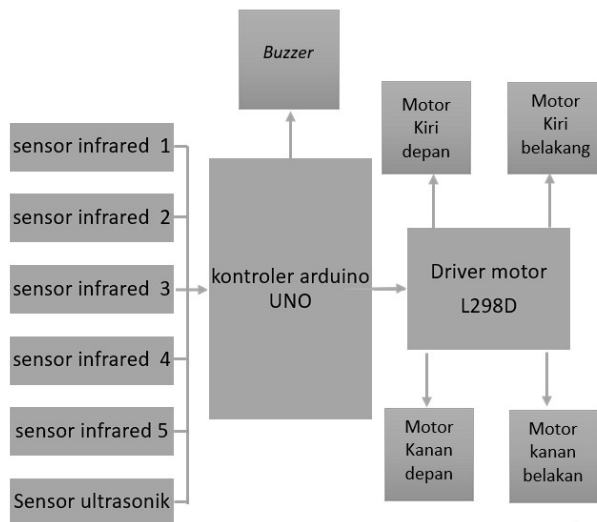 Buzzer
Motor
Kiri
depan
Motor
Kiri
belakang
sensor infrared 1
sensor infrared 2
sensor infrared 3
sensor infrared 4
sensor infrared 5
Sensor ultrasonik
kontroler arduino
UNO
Driver motor
L298D
Motor
Kanan
depan
Motor
kanan
belakan